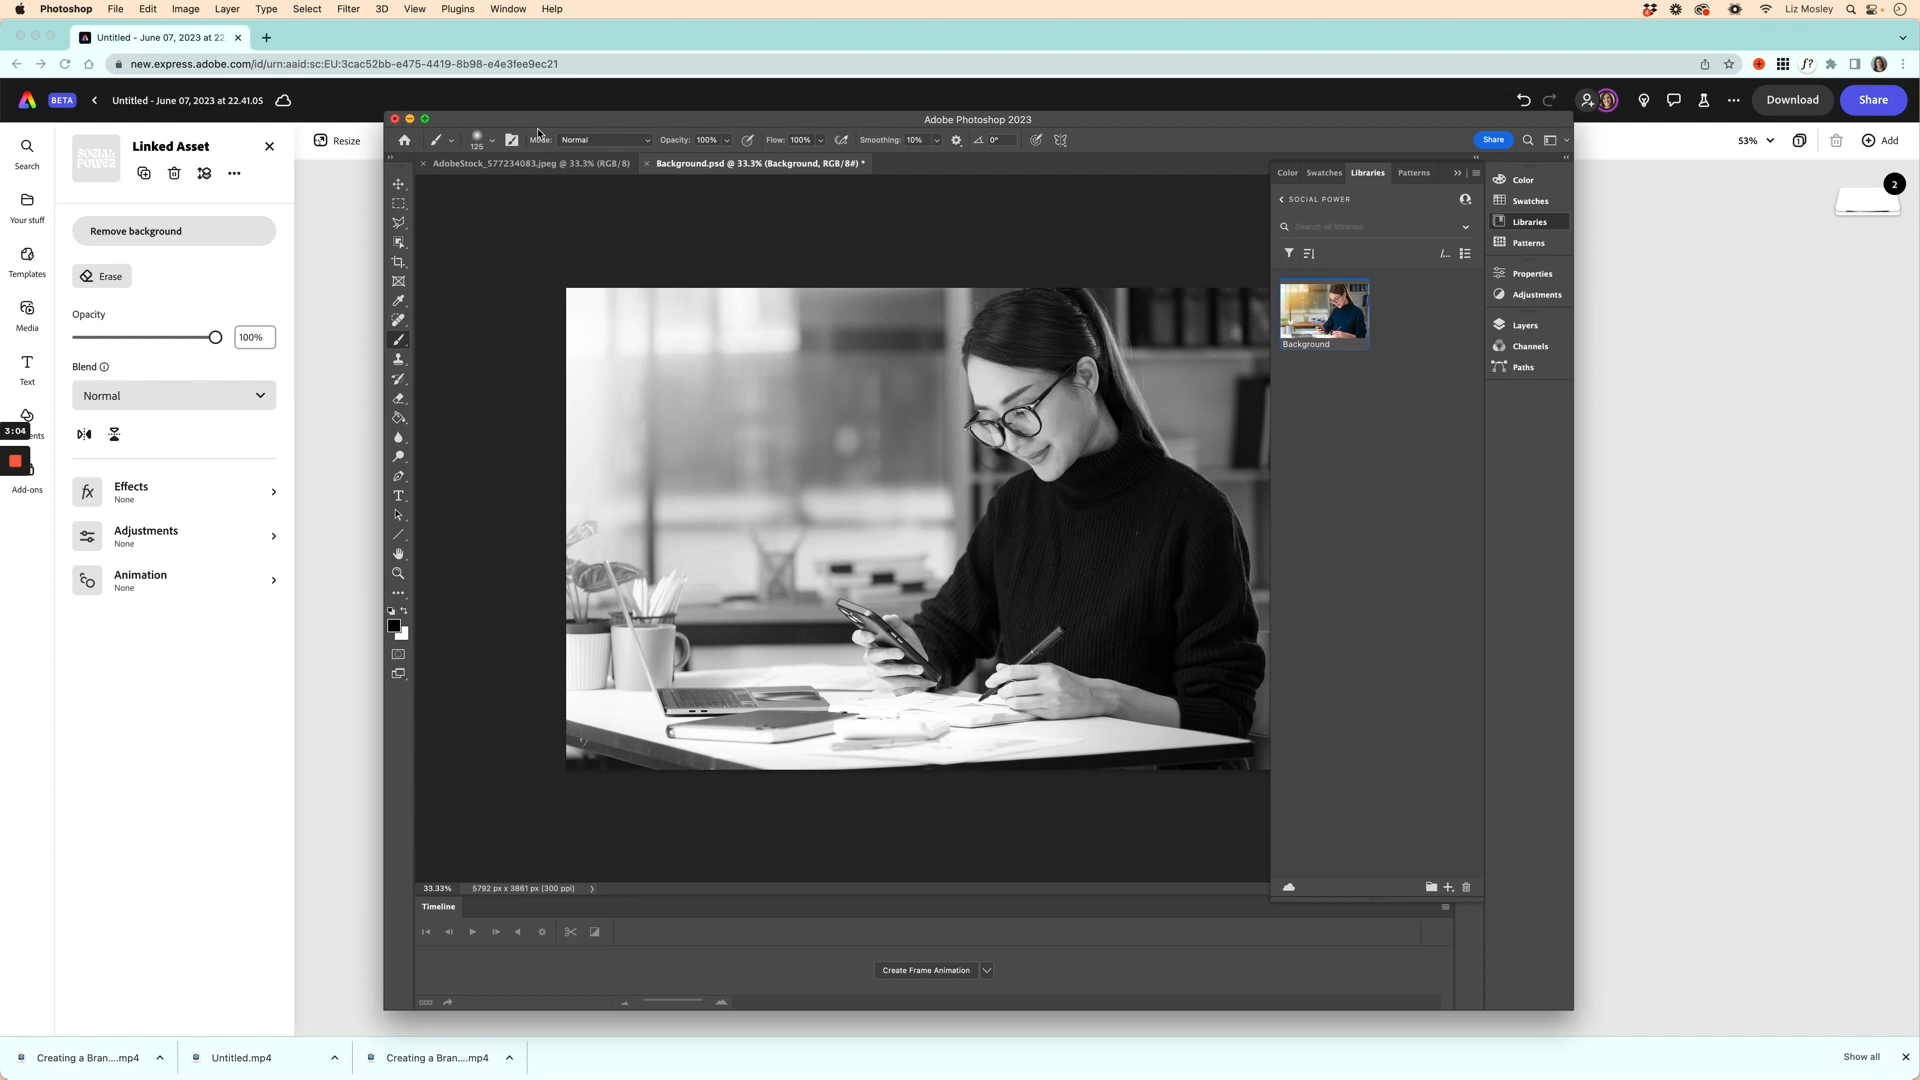 Photoshop File Edit Image Layer Type Select Filter 3D View Plugins Window Help Liz Mosley
Untitled - June 07, 2023 at 22
new.express.adobe.com/id/urn:aaid:sc:EU:3cac52bb-e475-4419-8b98-e4e3fee9ec21
BETA Untitled - June 07, 2023 at 22.41.05 Download Share
Adobe Photoshop 2023
Search
Your stuff
Templates
Media
Text
3:04
ents
Add-ons
SOCIAL POWER
Linked Asset
Remove background
Erase
Opacity
100%
Blend
Normal
Effects
None
Adjustments
None
Animation
None
Resize
53% Add
2
125 Mode: Normal Opacity: 100% Flow: 100% Smoothing: 10% 0° Share
AdobeStock_577234083.jpeg @ 33.3% (RGB/8) Background.psd @ 33.3% (Background, RGB/8#) *
Color Swatches Libraries Patterns
SOCIAL POWER
Search all libraries
Background
Color
Swatches
Libraries
Patterns
Properties
Adjustments
Layers
Channels
Paths
33.33% 5792 px x 3861 px (300 ppi)
Timeline
Create Frame Animation
Creating a Bran....mp4 Untitled.mp4 Creating a Bran....mp4 Show all